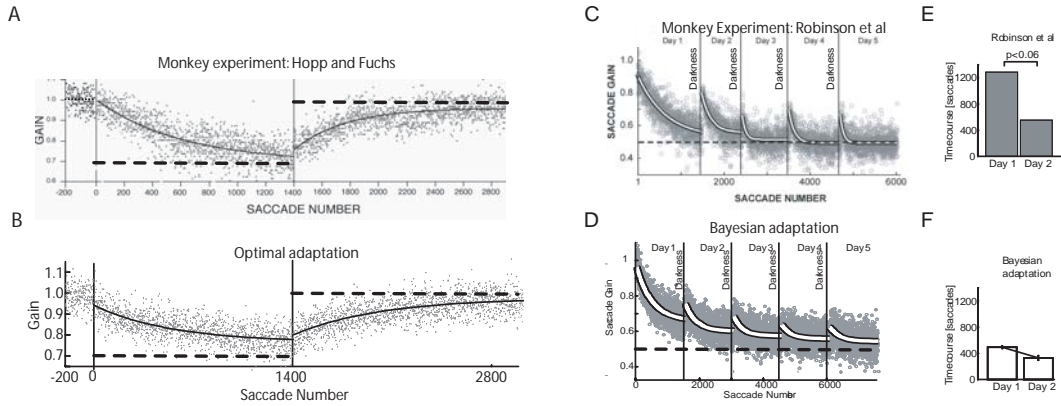 A
Monkey experiment: Hopp and Fuchs
1.1
1.0
0.9
0.8
0.7
0.6
GAIN
-200 0 200 400 600 800 1000 1200 1400 1600 1800 2000 2200 2400 2600 2800
SACCADE NUMBER
B
Optimal adaptation
1.1
1.0
0.9
0.8
0.7
Gain
-200 0 1400 2800
Saccade Number
C
Monkey Experiment: Robinson et al
Day 1 Day 2 Day 3 Day 4 Day 5
Darkness Darkness Darkness Darkness
1.0
0.8
0.6
0.5
SACCADE GAIN
1 2000 4000 6000
SACCADE NUMBER
D
Bayesian adaptation
Day 1 Day 2 Day 3 Day 4 Day 5
Darkness Darkness Darkness Darkness
1
0.8
0.6
0.4
Saccade Gain
0 2000 4000 6000
Saccade Number
E
Robinson et al
p<0.06
1200
800
400
0
Timecourse [saccades]
Day 1 Day 2
F
Bayesian
adaptation
1200
800
400
0
Timecourse [saccades]
Day 1 Day 2